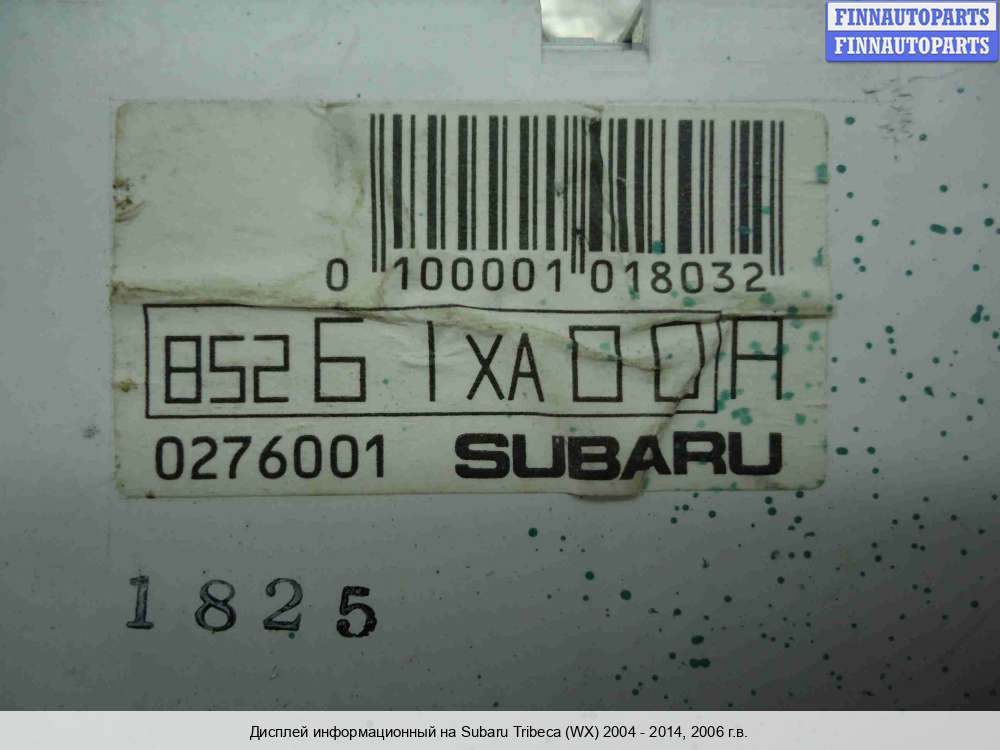 FINNAUTOPARTS
FINNAUTOPARTS
0 100001 018032
85261XA00A
0276001 SUBARU
1825
Дисплей информационный на Subaru Tribeca (WX) 2004 - 2014, 2006 г.в.